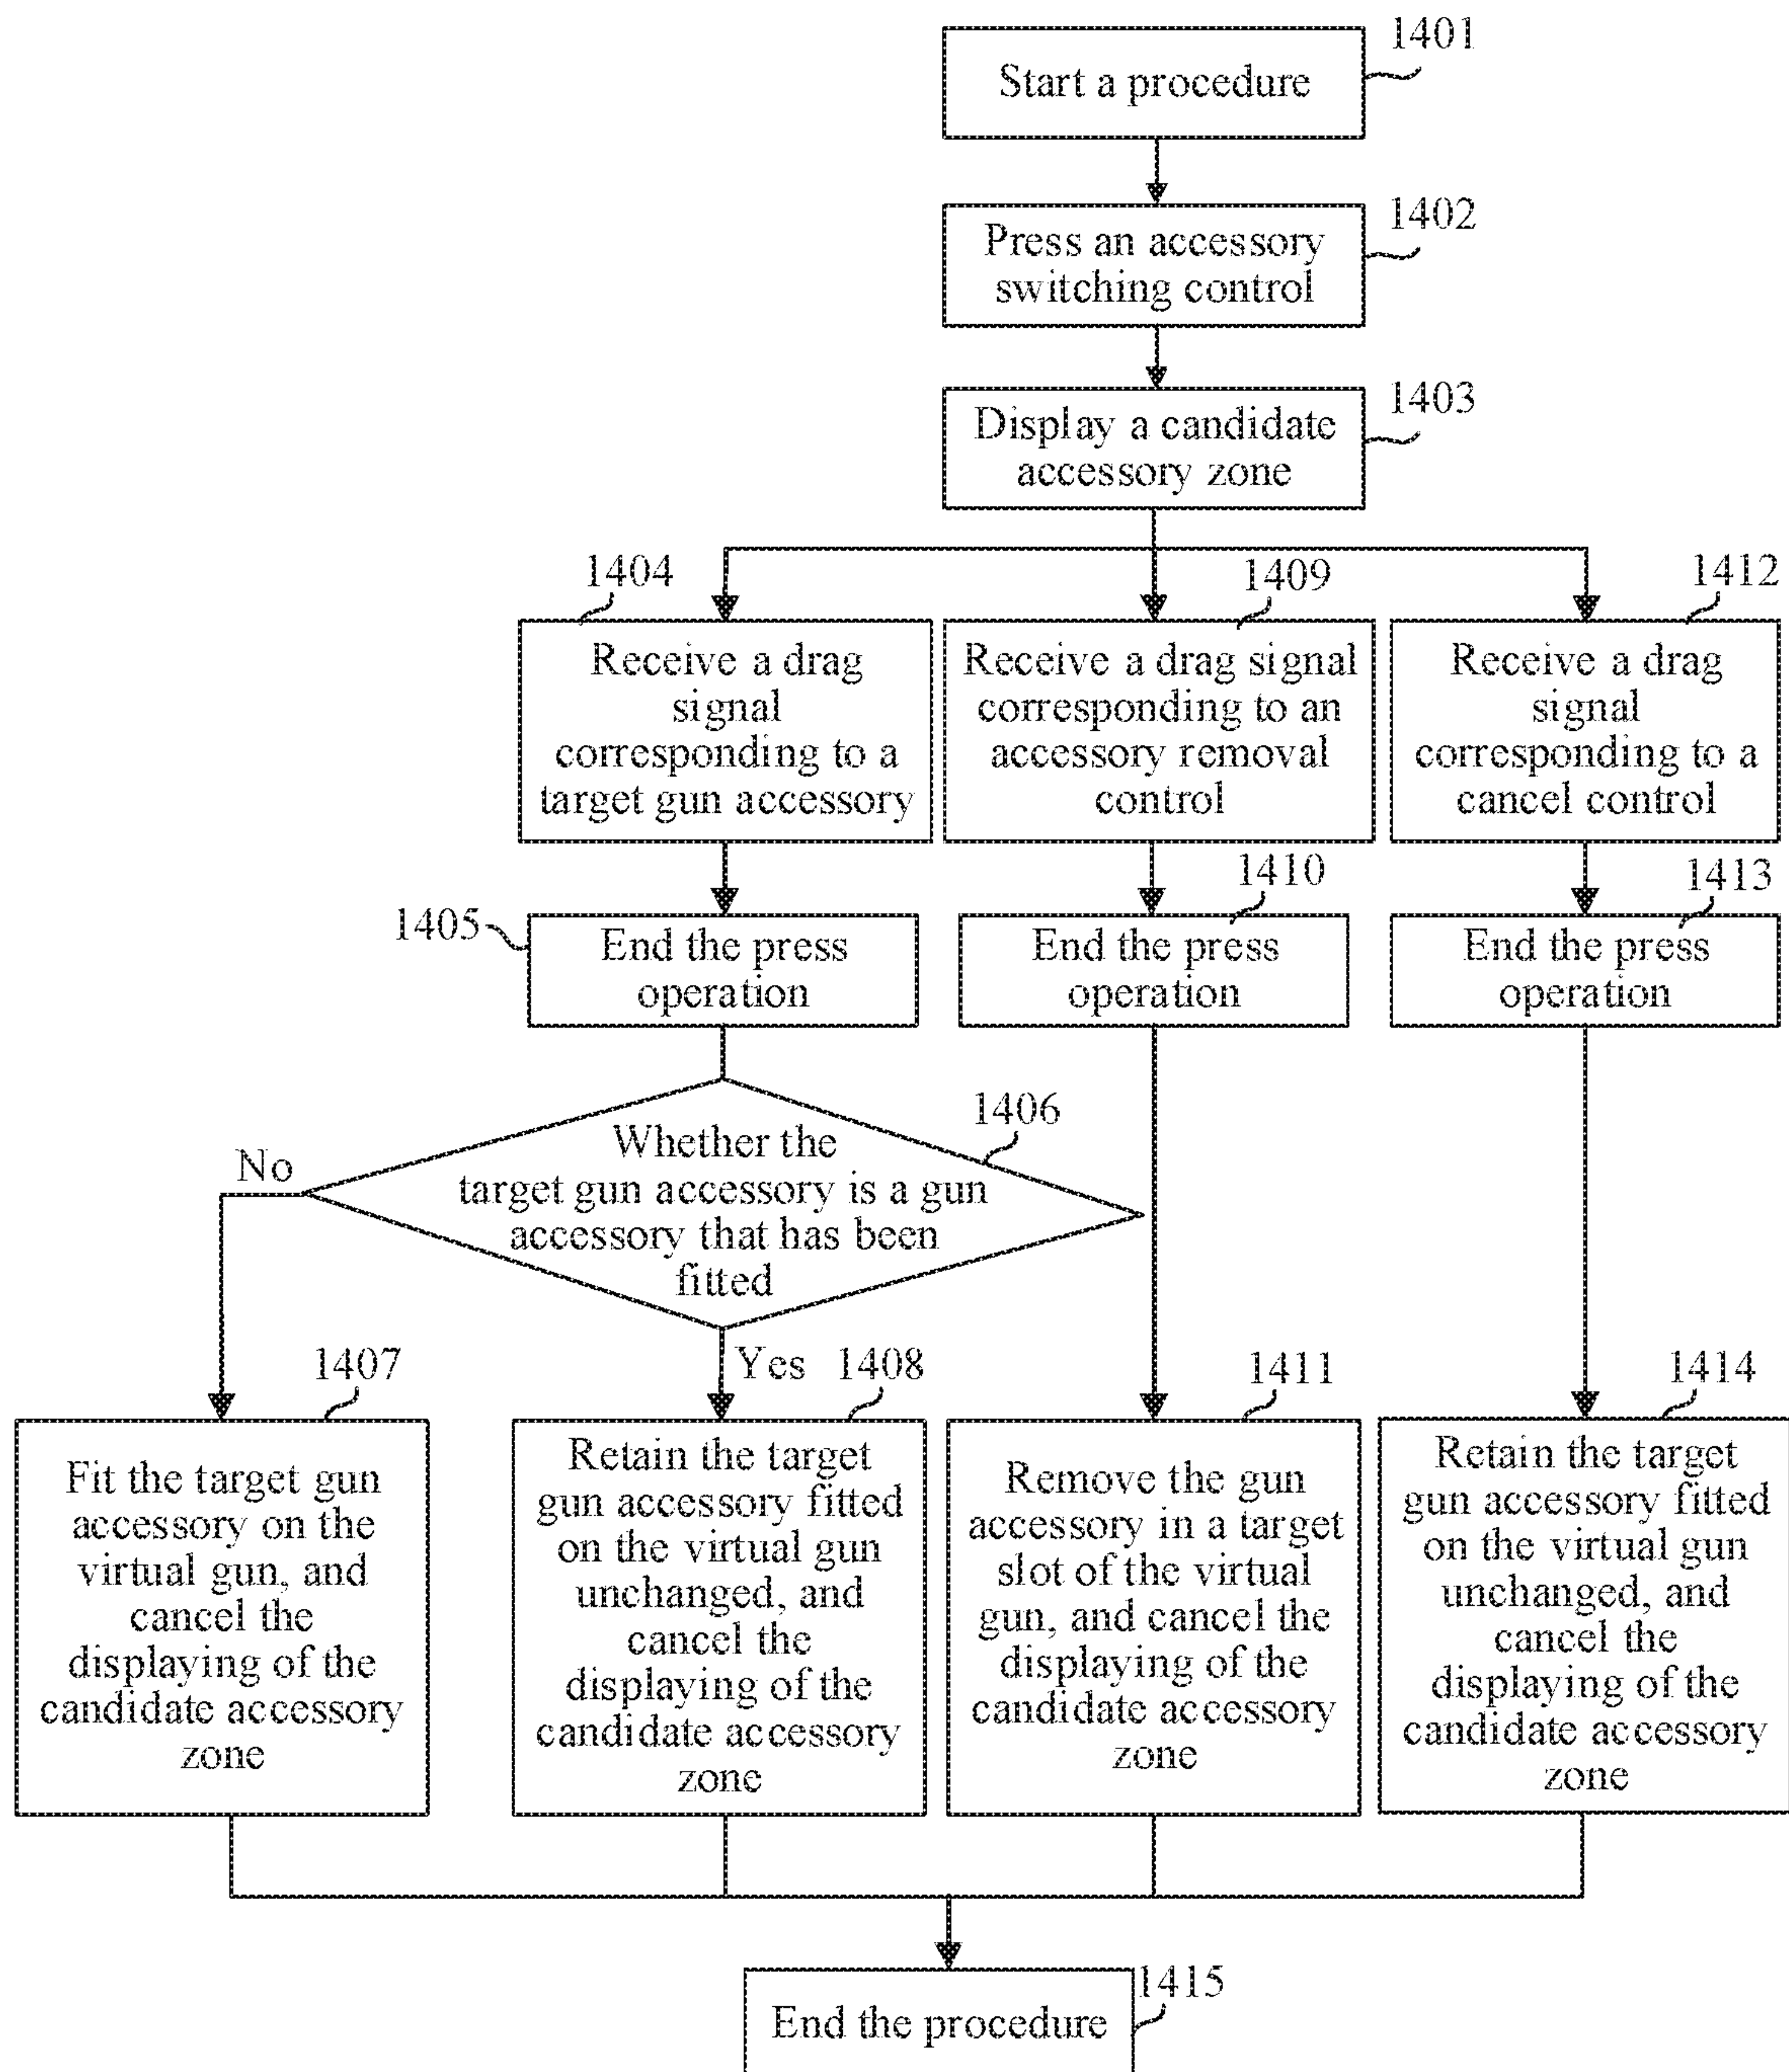 1401
Start a procedure
1402
Press an accessory
switching control
1403
Display a candidate
accessory zone
1404
Receive a drag
signal
corresponding to a
target gun accessory
1409
Receive a drag signal
corresponding to an
accessory removal
control
1412
Receive a drag
signal
corresponding to a
cancel control
1405
End the press
operation
1410
End the press
operation
1413
End the press
operation
1406
Whether the
target gun accessory is a gun
accessory that has been
fitted
No
Yes
1407
Fit the target gun
accessory on the
virtual gun, and
cancel the
displaying of the
candidate accessory
zone
1408
Retain the target
gun accessory fitted
on the virtual gun
unchanged, and
cancel the
displaying of the
candidate accessory
zone
1411
Remove the gun
accessory in a target
slot of the virtual
gun, and cancel the
displaying of the
candidate accessory
zone
1414
Retain the target
gun accessory fitted
on the virtual gun
unchanged, and
cancel the
displaying of the
candidate accessory
zone
1415
End the procedure